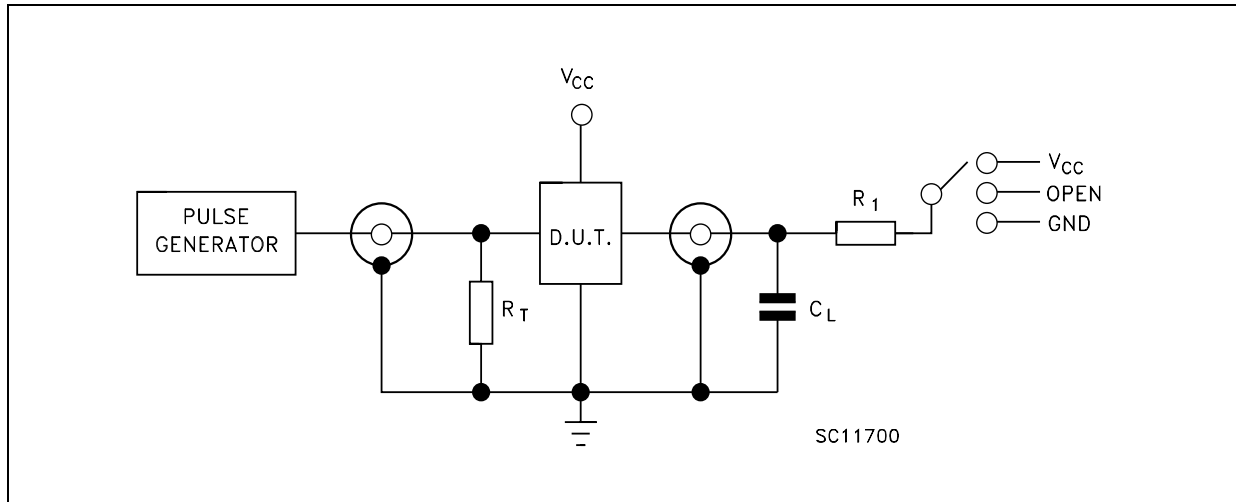 VCC
PULSE
GENERATOR
D.U.T.
RT
CL
R1
VCC
OPEN
GND
SC11700